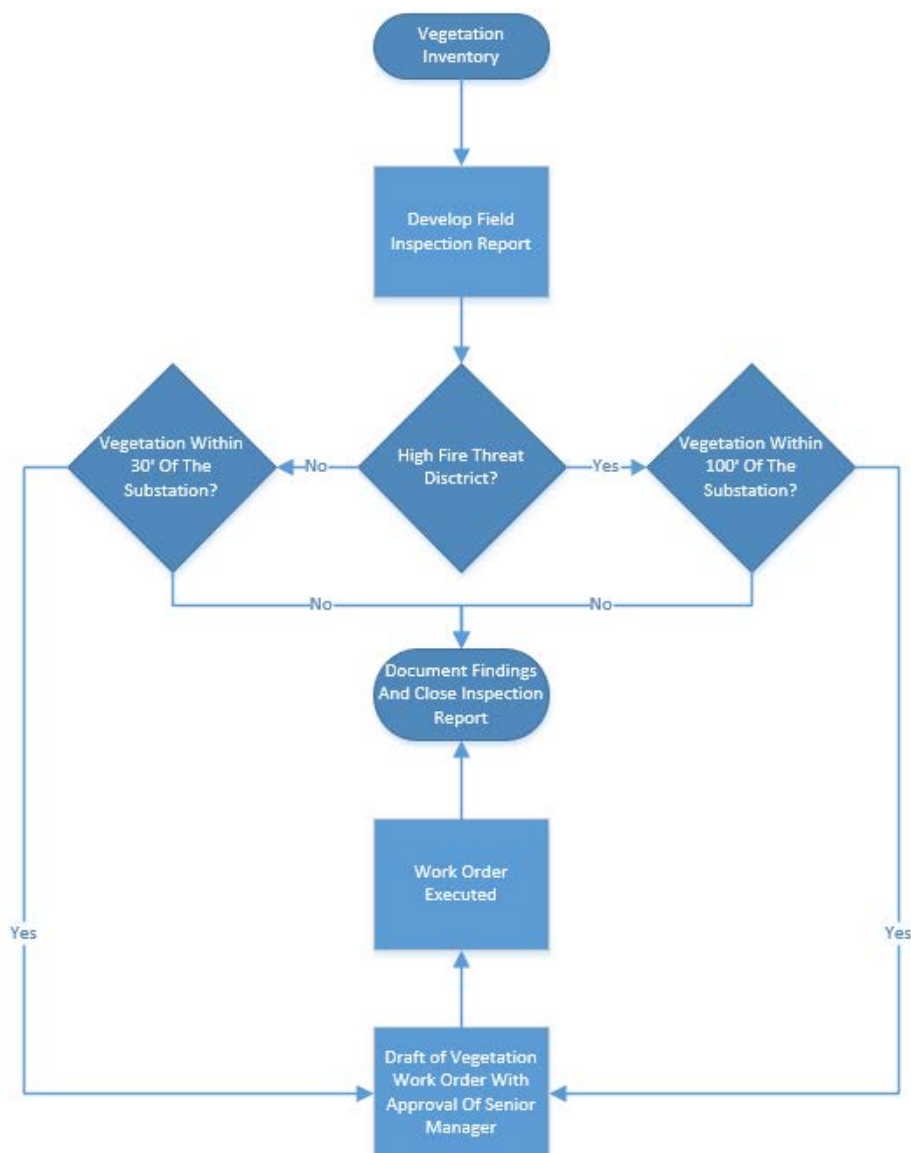 Vegetation
Inventory
Develop Field
Inspection Report
Vegetation Within
30' Of The
Substation?
No
High Fire Threat
Disctrict?
Yes
Vegetation Within
100' Of The
Substation?
No
No
Document Findings
And Close Inspection
Report
Work Order
Executed
Yes
Yes
Draft of Vegetation
Work Order With
Approval Of Senior
Manager